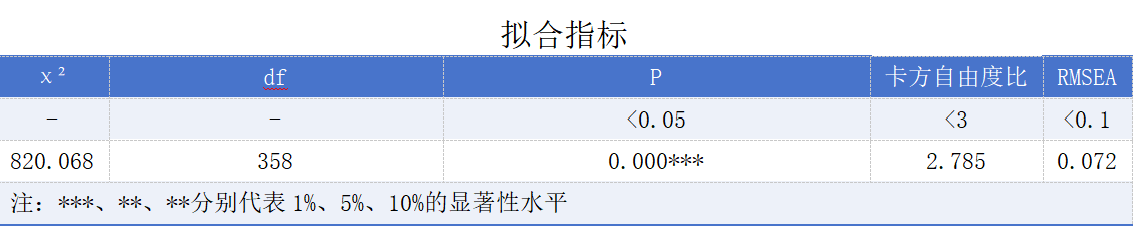 拟合指标
x² df P 卡方自由度比 RMSEA
- - <0.05 <3 <0.1
820.068 358 0.000*** 2.785 0.072
注：***、**、**分别代表1%、5%、10%的显著性水平